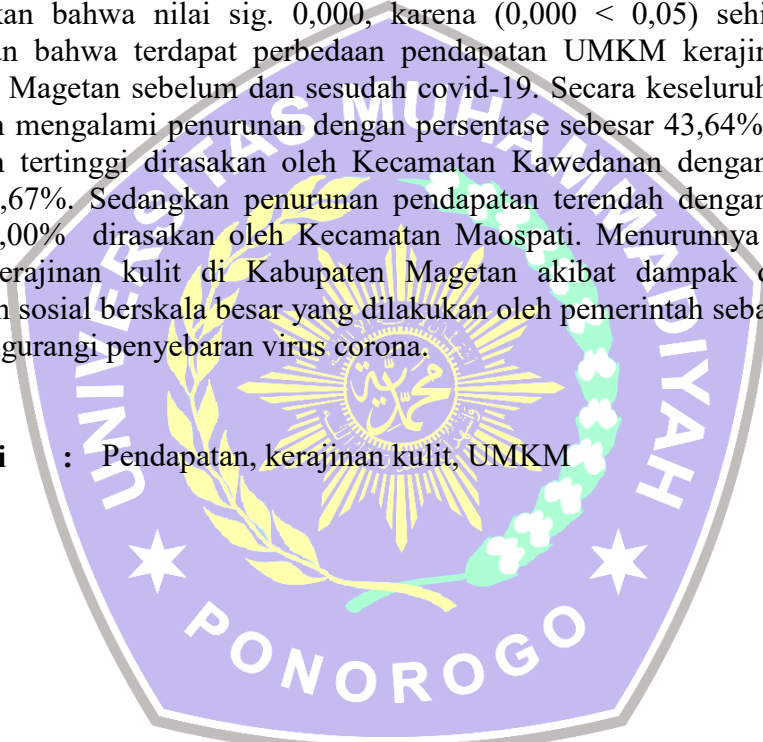 kan bahwa nilai sig. 0,000, karena (0,000 < 0,05) sehi
an bahwa terdapat perbedaan pendapatan UMKM kerajin
Magetan sebelum dan sesudah covid-19. Secara keseluruh
n mengalami penurunan dengan persentase sebesar 43,64%
n tertinggi dirasakan oleh Kecamatan Kawedanan dengan
,67%. Sedangkan penurunan pendapatan terendah dengan
,00% dirasakan oleh Kecamatan Maospati. Menurunnya
erajinan kulit di Kabupaten Magetan akibat dampak d
n sosial berskala besar yang dilakukan oleh pemerintah seba
ngurangi penyebaran virus corona.
i : Pendapatan, kerajinan kulit, UMKM
UNIVERSITAS MUHAMMADIYAH
PONOROGO
محمدية